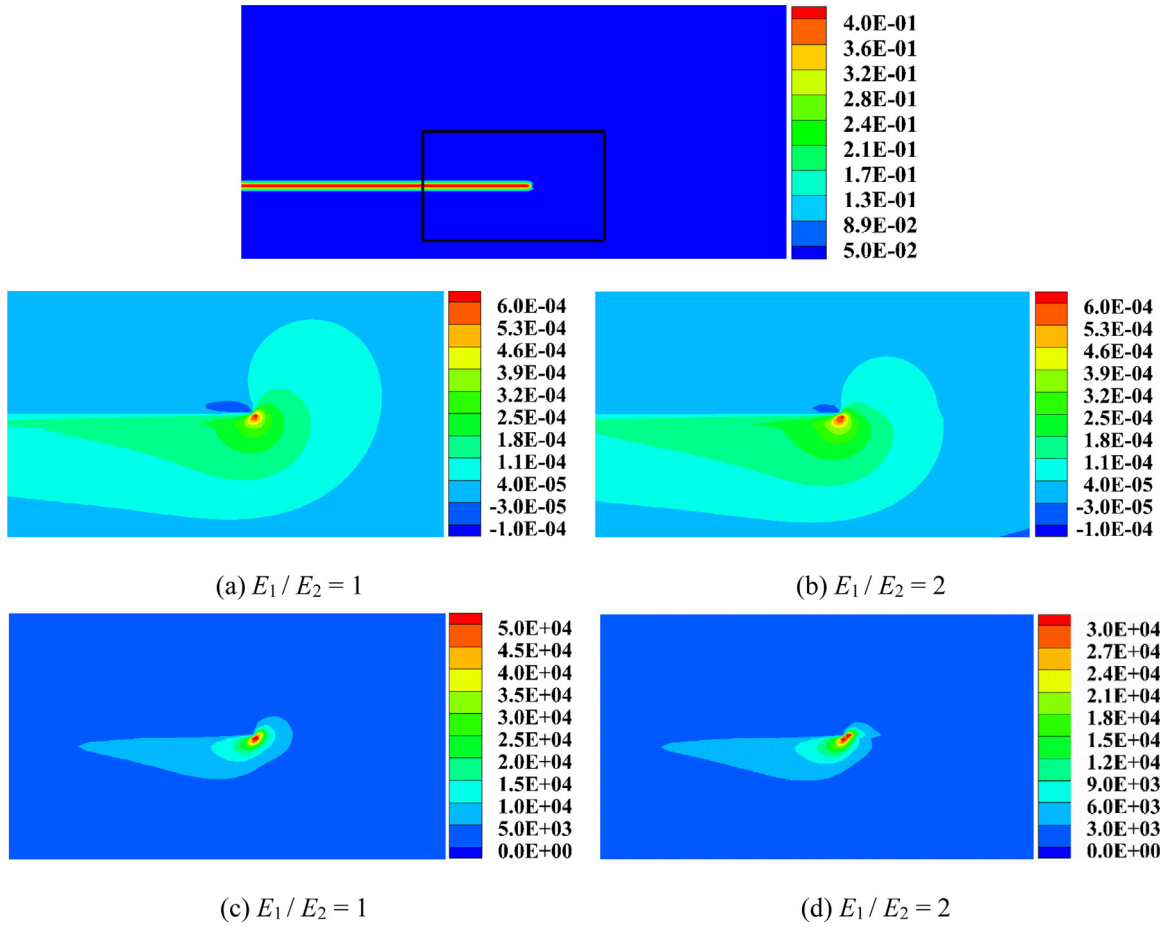 4.0E-01
3.6E-01
3.2E-01
2.8E-01
2.4E-01
2.1E-01
1.7E-01
1.3E-01
8.9E-02
5.0E-02
6.0E-04
5.3E-04
4.6E-04
3.9E-04
3.2E-04
2.5E-04
1.8E-04
1.1E-04
4.0E-05
-3.0E-05
-1.0E-04
6.0E-04
5.3E-04
4.6E-04
3.9E-04
3.2E-04
2.5E-04
1.8E-04
1.1E-04
4.0E-05
-3.0E-05
-1.0E-04
(a) E1 / E2 = 1
(b) E1 / E2 = 2
5.0E+04
4.5E+04
4.0E+04
3.5E+04
3.0E+04
2.5E+04
2.0E+04
1.5E+04
1.0E+04
5.0E+03
0.0E+00
3.0E+04
2.7E+04
2.4E+04
2.1E+04
1.8E+04
1.5E+04
1.2E+04
9.0E+03
6.0E+03
3.0E+03
0.0E+00
(c) E1 / E2 = 1
(d) E1 / E2 = 2